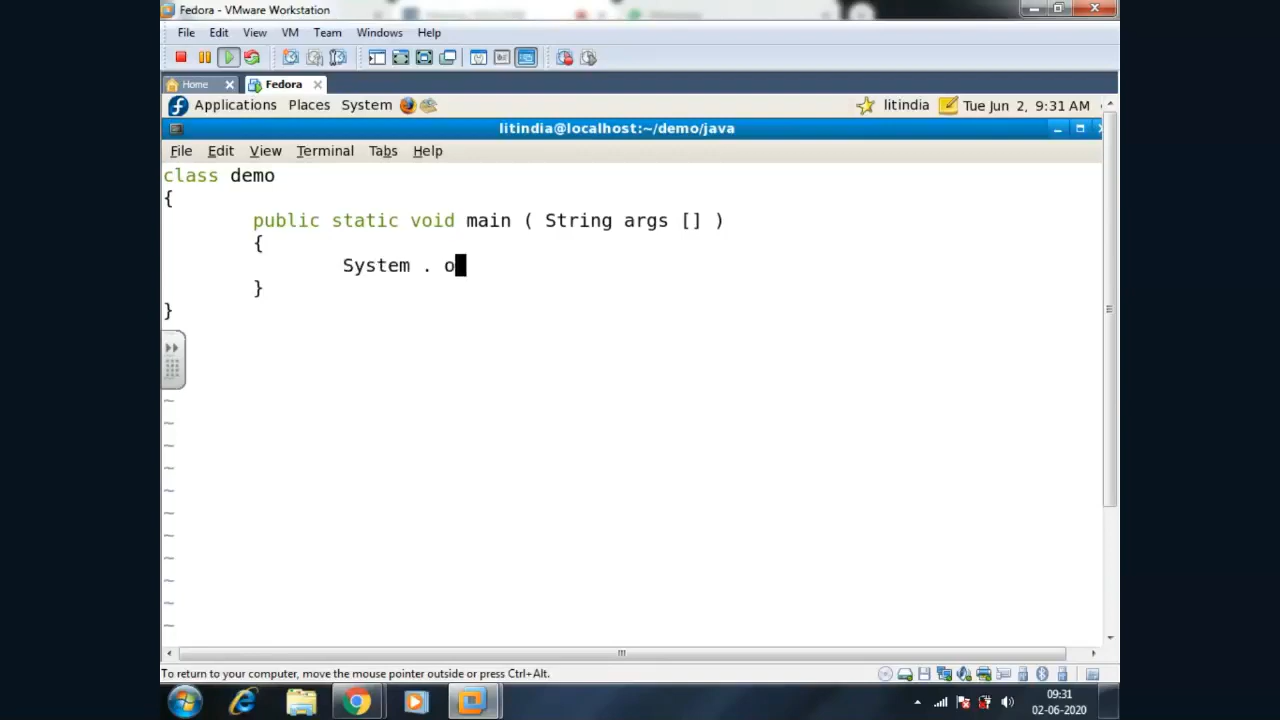 Fedora - VMware Workstation
File Edit View VM Team Windows Help
Home Fedora
Applications Places System litindia Tue Jun 2, 9:31 AM
litindia@localhost:~/demo/java
File Edit View Terminal Tabs Help
class demo
{
public static void main ( String args [] )
{
System . o
}
}
~
~
~
~
~
~
~
~
~
~
~
To return to your computer, move the mouse pointer outside or press Ctrl+Alt.
09:31
02-06-2020